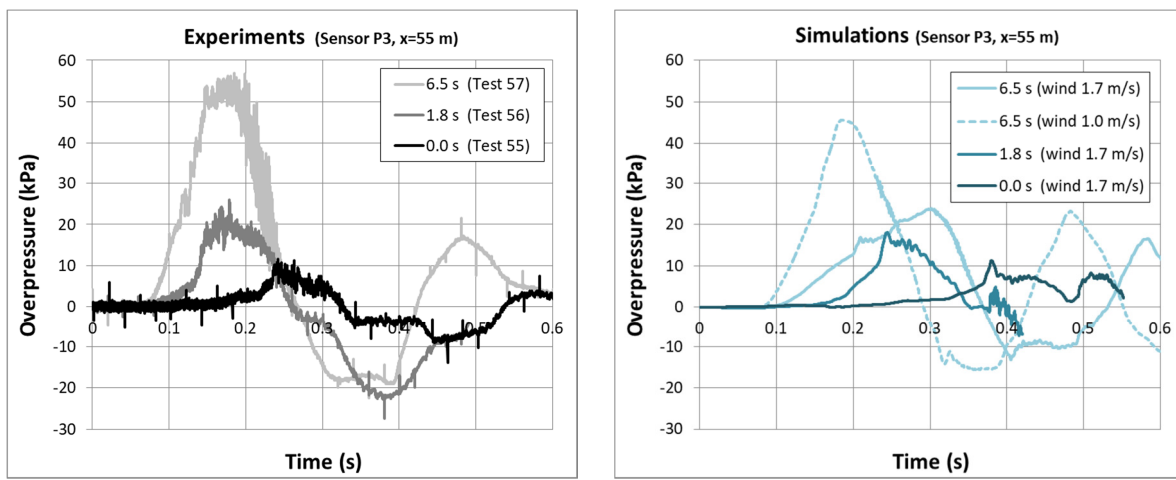 Experiments (Sensor P3, x=55 m)
60
50
40
30
20
10
0
-10
-20
-30
Overpressure (kPa)
6.5 s (Test 57)
1.8 s (Test 56)
0.0 s (Test 55)
0 0.1 0.2 0.3 0.4 0.5 0.6
Time (s)
Simulations (Sensor P3, x=55 m)
60
50
40
30
20
10
0
-10
-20
-30
Overpressure (kPa)
6.5 s (wind 1.7 m/s)
6.5 s (wind 1.0 m/s)
1.8 s (wind 1.7 m/s)
0.0 s (wind 1.7 m/s)
0 0.1 0.2 0.3 0.4 0.5 0.6
Time (s)